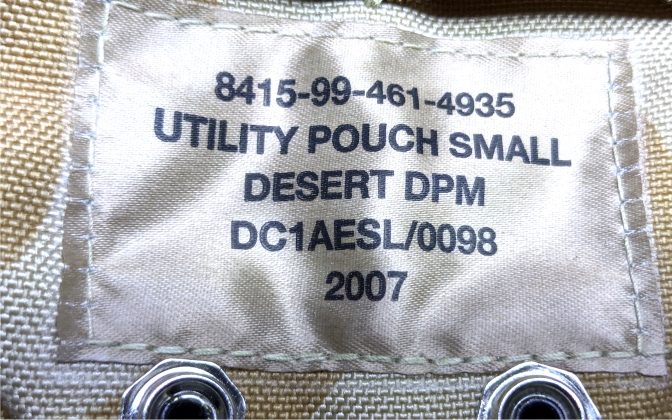 8415-99-461-4935
UTILITY POUCH SMALL
DESERT DPM
DC1AESL/0098
2007